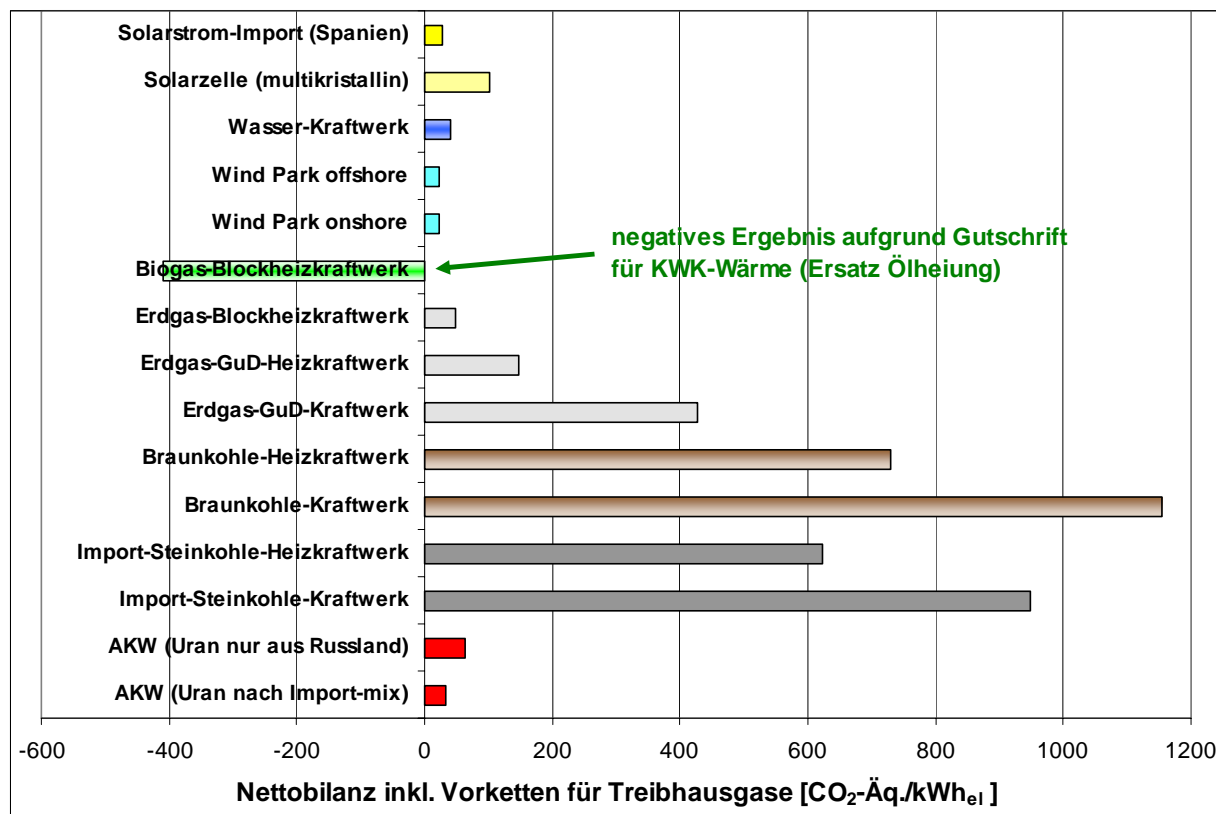 Solarstrom-Import (Spanien)
Solarzelle (multikristallin)
Wasser-Kraftwerk
Wind Park offshore
Wind Park onshore
negatives Ergebnis aufgrund Gutschrift
für KWK-Wärme (Ersatz Ölheiung)
Biogas-Blockheizkraftwerk
Erdgas-Blockheizkraftwerk
Erdgas-GuD-Heizkraftwerk
Erdgas-GuD-Kraftwerk
Braunkohle-Heizkraftwerk
Braunkohle-Kraftwerk
Import-Steinkohle-Heizkraftwerk
Import-Steinkohle-Kraftwerk
AKW (Uran nur aus Russland)
AKW (Uran nach Import-mix)
-600 -400 -200 0 200 400 600 800 1000 1200
Nettobilanz inkl. Vorketten für Treibhausgase [CO₂-Äq./kWhₑₗ ]